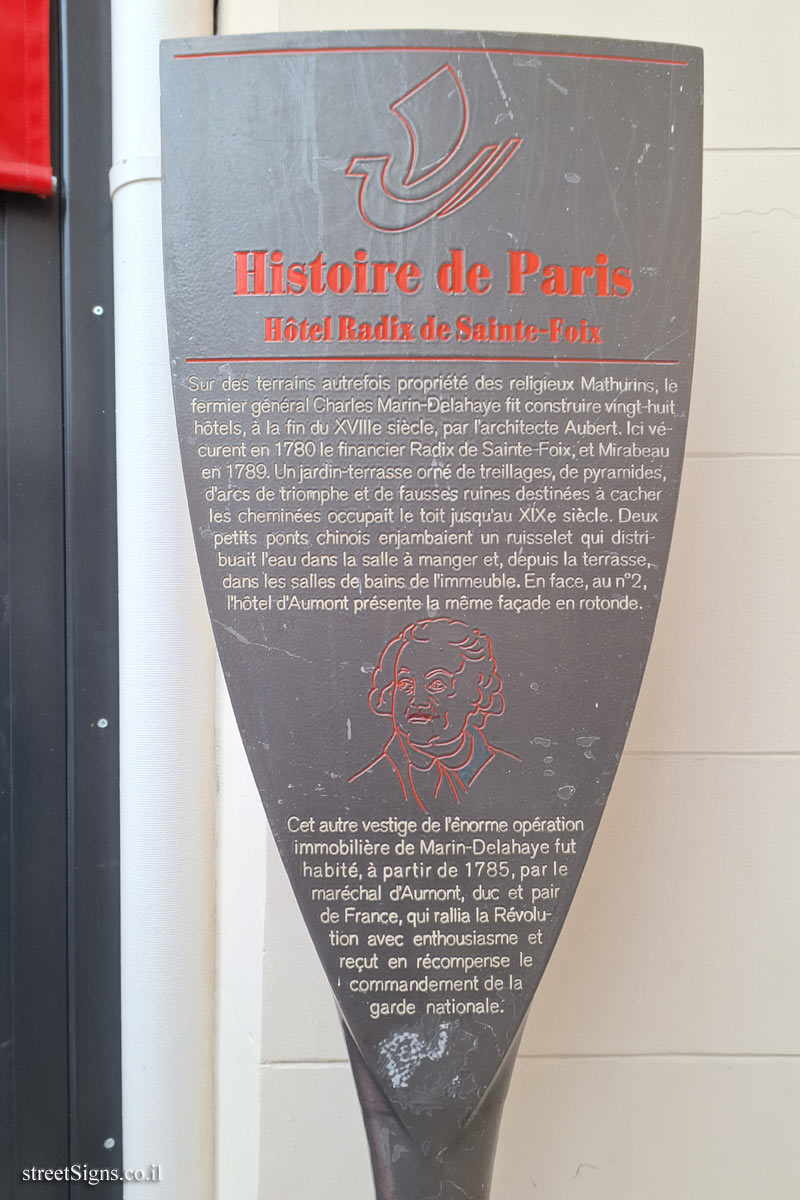 Histoire de Paris
Hôtel Radix de Sainte-Foix
Sur des terrains autrefois propriété des religieux Mathurins, le
fermier général Charles Marin-Delahaye fit construire vingt-huit
hôtels, à la fin du XVIIIe siècle, par l'architecte Aubert. Ici vé-
curent en 1780 le financier Radix de Sainte-Foix, et Mirabeau
en 1789. Un jardin-terrasse orné de treillages, de pyramides,
d'arcs de triomphe et de fausses ruines destinées à cacher
les cheminées occupait le toit jusqu'au XIXe siècle. Deux
petits ponts chinois enjambaient un ruisselet qui distri-
buait l'eau dans la salle à manger et, depuis la terrasse,
dans les salles de bains de l'immeuble. En face, au n°2,
l'hôtel d'Aumont présente la même façade en rotonde.
Cet autre vestige de l'énorme opération
immobilière de Marin-Delahaye fut
habité, à partir de 1785, par le
maréchal d'Aumont, duc et pair
de France, qui rallia la Révolu-
tion avec enthousiasme et
reçut en récompense le
commandement de la
garde nationale.
streetSigns.co.il